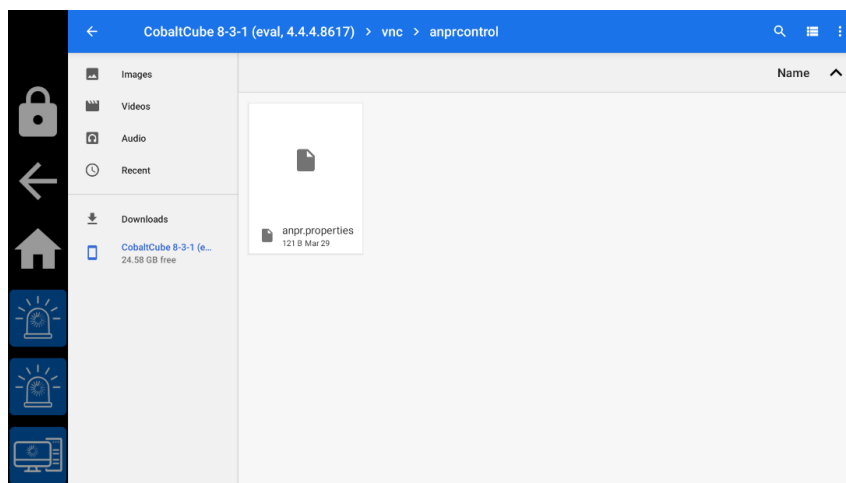 CobaltCube 8-3-1 (eval, 4.4.4.8617) > vnc > anprcontrol
Images
Videos
Audio
Recent
Downloads
CobaltCube 8-3-1 (e...
24.58 GB free
Name
anpr.properties
121 B Mar 29